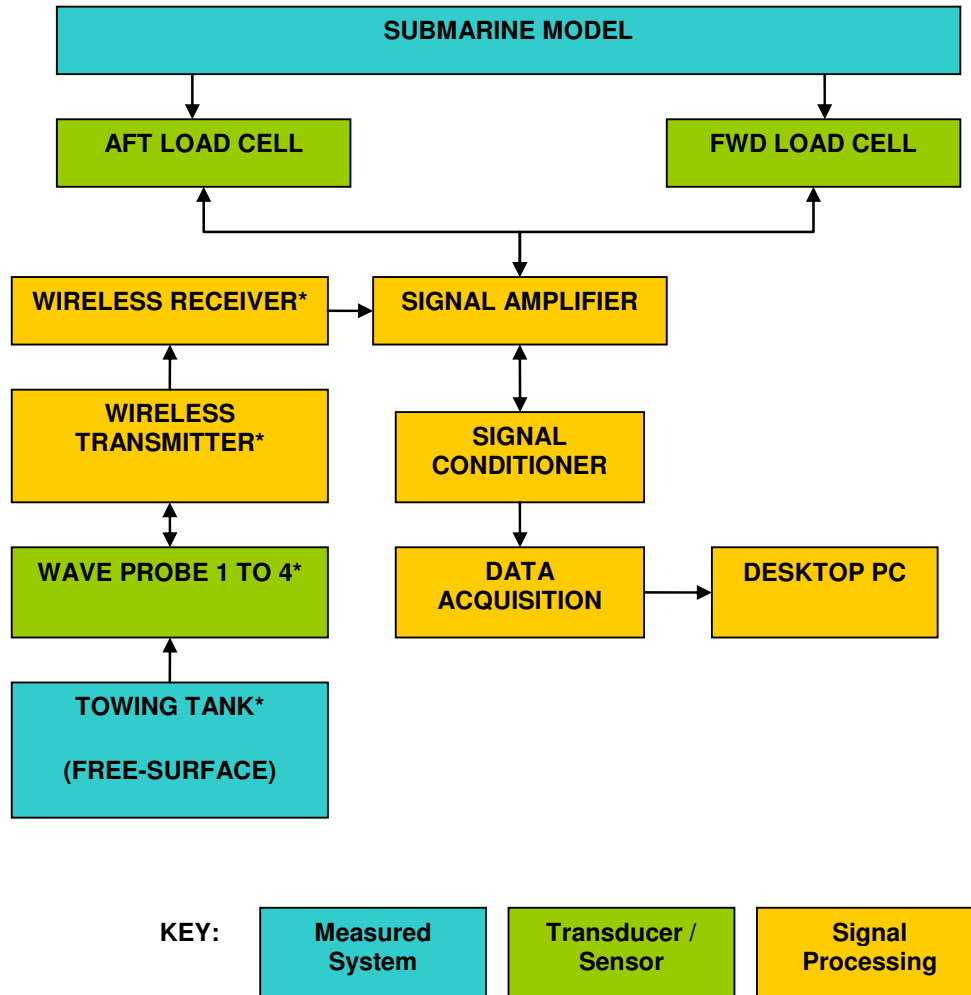 SUBMARINE MODEL
AFT LOAD CELL
FWD LOAD CELL
WIRELESS RECEIVER*
SIGNAL AMPLIFIER
WIRELESS
TRANSMITTER*
SIGNAL
CONDITIONER
WAVE PROBE 1 TO 4*
DATA
ACQUISITION
DESKTOP PC
TOWING TANK*
(FREE-SURFACE)
KEY:
Measured
System
Transducer /
Sensor
Signal
Processing